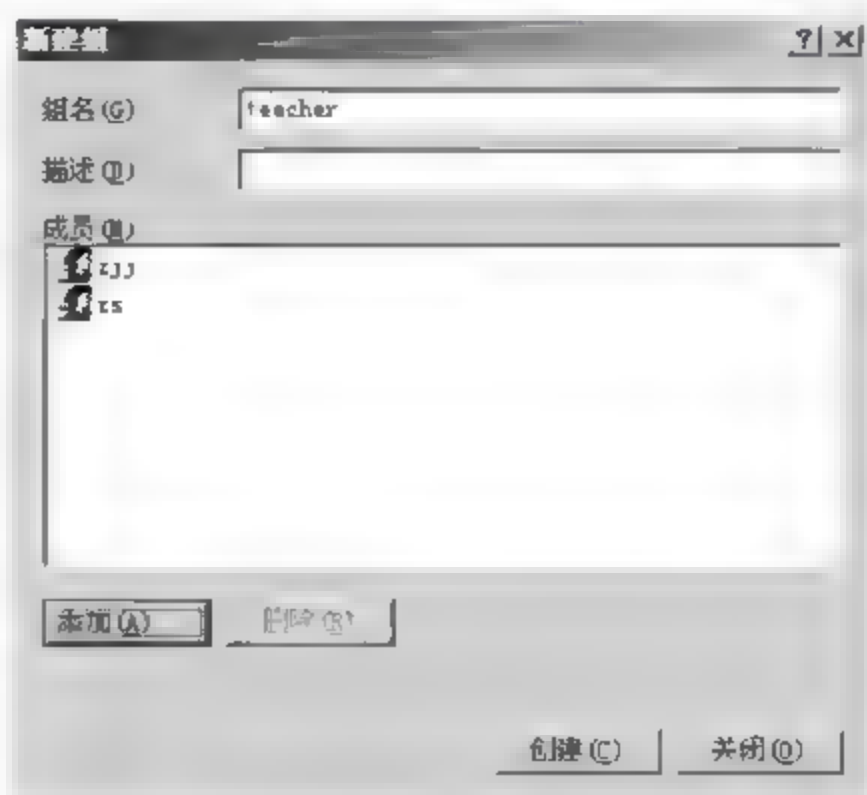 新建组
组名(G) teacher
描述(D)
成员(M)
zjj
zs
添加(A)... 删除(R)
创建(C) 关闭(O)